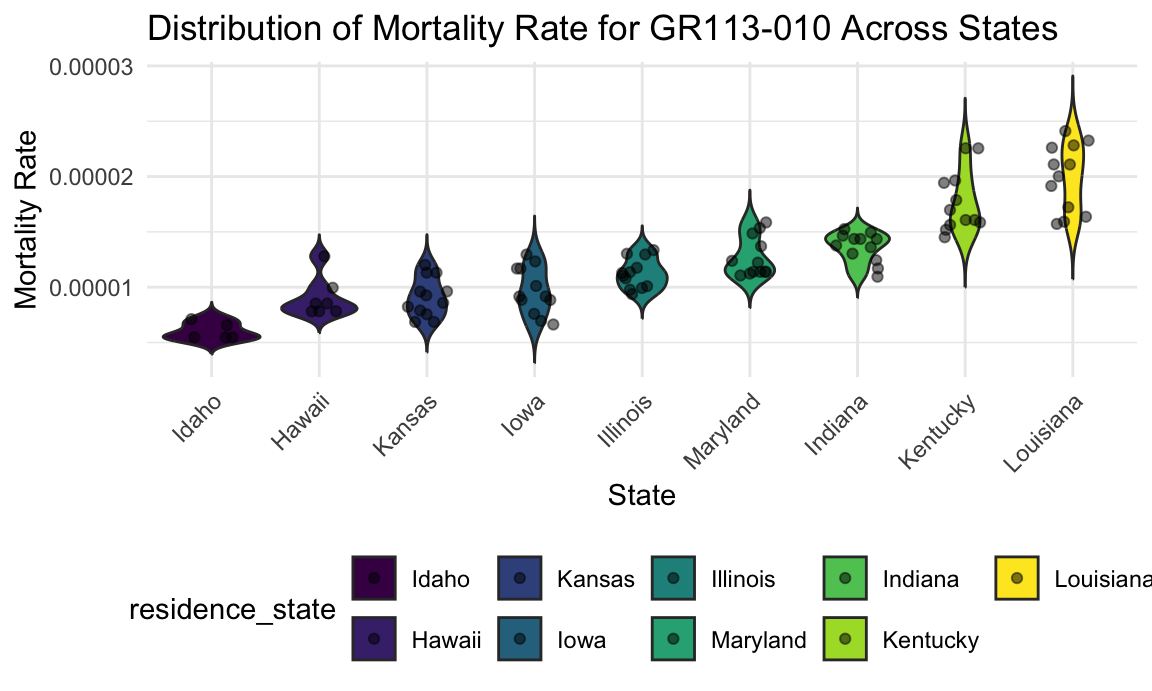 Distribution of Mortality Rate for GR113-010 Across States
Mortality Rate
0.00003
0.00002
0.00001
Idaho
Hawaii
Kansas
Iowa
Illinois
Maryland
Indiana
Kentucky
Louisiana
State
residence_state
Idaho
Kansas
Illinois
Indiana
Louisiana
Hawaii
Iowa
Maryland
Kentucky